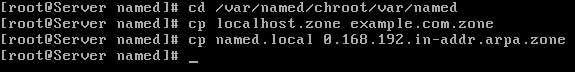 [root@Server named]# cd /var/named/chroot/var/named
[root@Server named]# cp localhost.zone example.com.zone
[root@Server named]# cp named.local 0.168.192.in-addr.arpa.zone
[root@Server named]# _